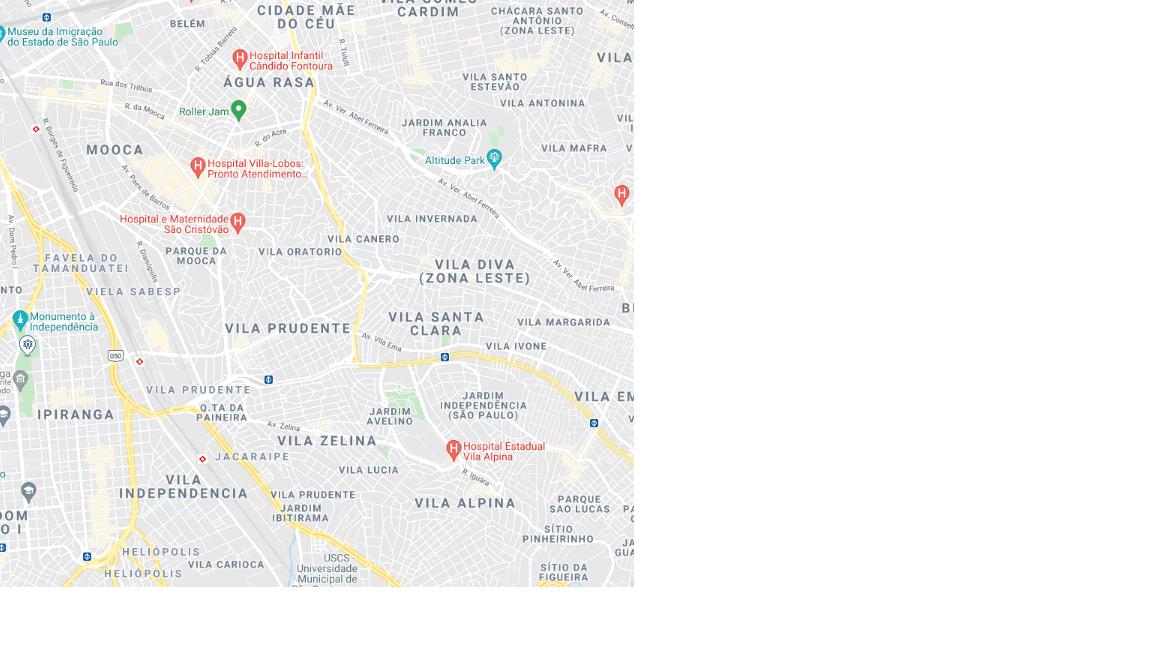 CIDADE MÃE
DO CÉU
VILA GOMES
CARDIM
CHÁCARA SANTO
ANTÔNIO
(ZONA LESTE)
Av. Conse
BELÉM
Museu da Imigração
do Estado de São Paulo
R. Tobias Barreto
R. Tuiuti
Hospital Infantil
Cândido Fontoura
VILA
ÁGUA RASA
VILA SANTO
ESTEVÃO
Rua dos Trilhos
VILA ANTONINA
R. da Mooca
Roller Jam
Av. Ver. Abel Ferreira
JARDIM ANALIA
FRANCO
R. do Acre
R. Borges de Figueiredo
MOOCA
VILA MAFRA
Altitude Park
Hospital Villa-Lobos:
Pronto Atendimento...
Av. Paes de Barros
Av. Ver. Abel Ferreira
Hospital e Maternidade
São Cristóvão
VILA INVERNADA
Av. Dom Pedro I
VILA CANERO
R. Dianópolis
PARQUE DA
MOOCA
VILA ORATORIO
FAVELA DO
TAMANDUATEI
VILA DIVA
(ZONA LESTE)
Av. Ver. Abel Ferreira
NTO
VIELA SABESP
Monumento à
Independência
VILA PRUDENTE
VILA SANTA
CLARA
VILA MARGARIDA
Av. Vila Ema
VILA IVONE
050
VILA PRUDENTE
JARDIM
INDEPENDÊNCIA
(SÃO PAULO)
VILA EM
IPIRANGA
Q.TA DA
PAINEIRA
JARDIM
AVELINO
Av. Zelina
VILA ZELINA
Hospital Estadual
Vila Alpina
JACARAIPE
VILA LUCIA
R. Iguara
VILA
INDEPENDENCIA
VILA PRUDENTE
JARDIM
IBITIRAMA
VILA ALPINA
PARQUE
SAO LUCAS
DOM
O I
SÍTIO
PINHEIRINHO
HELIÓPOLIS
VILA CARIOCA
USCS -
Universidade
Municipal de
HELIÓPOLIS
SÍTIO DA
FIGUEIRA